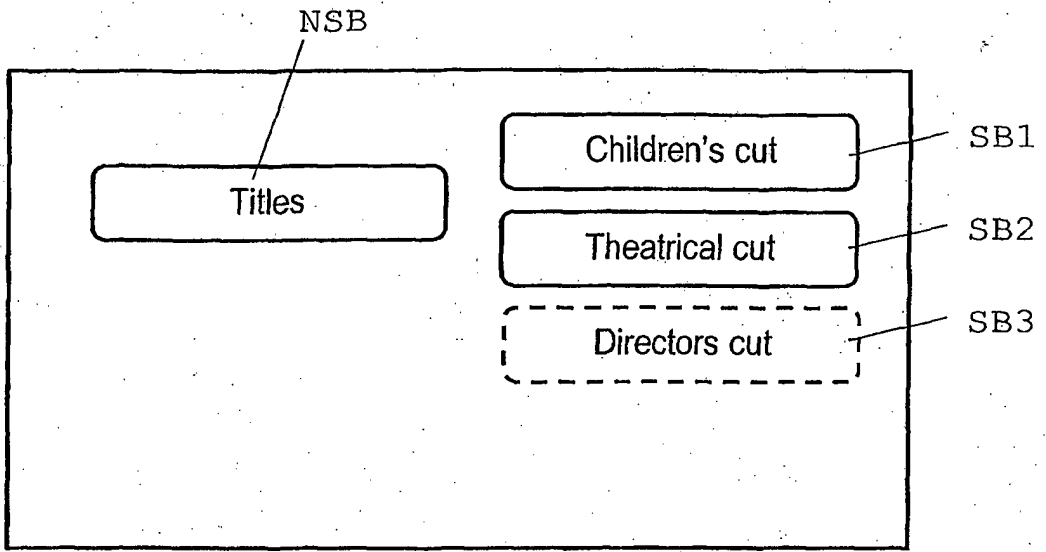 NSB
Children's cut
SB1
Titles
Theatrical cut
SB2
Directors cut
SB3